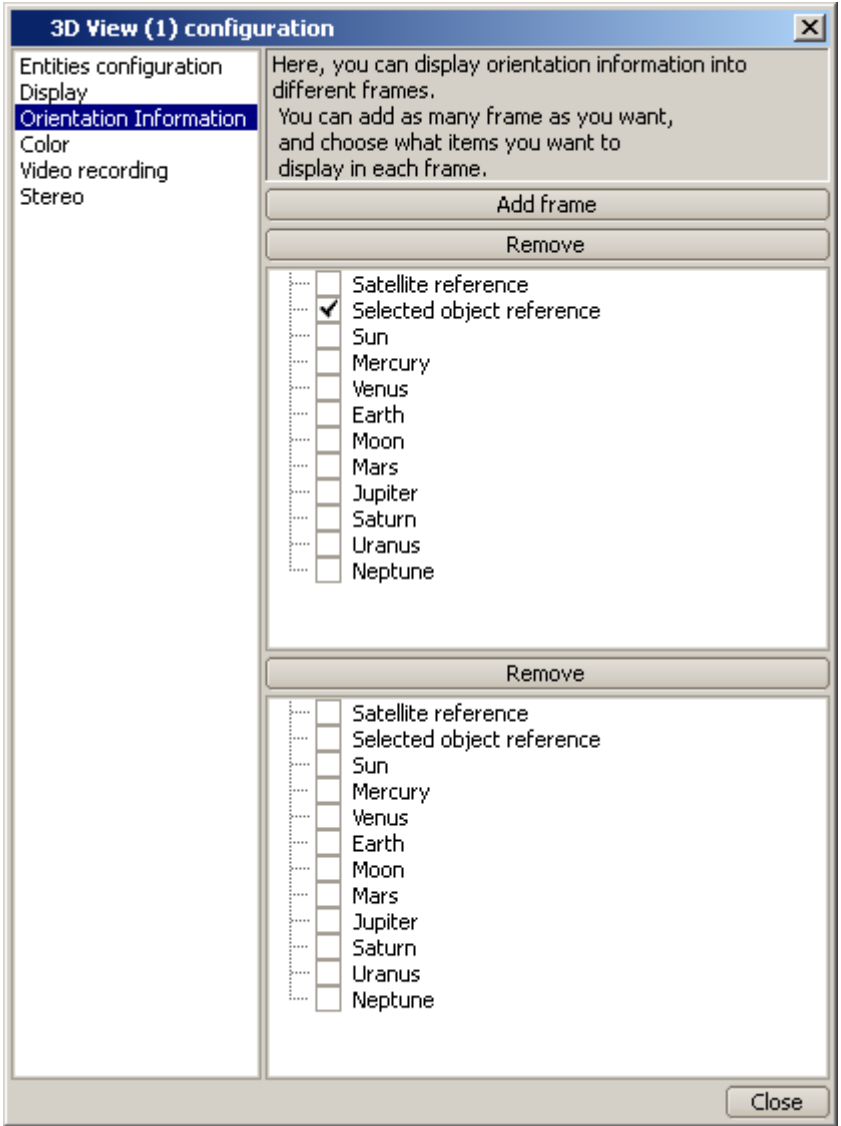 3D View (1) configuration
Entities configuration
Display
Orientation Information
Color
Video recording
Stereo
Here, you can display orientation information into
different frames.
You can add as many frame as you want,
and choose what items you want to
display in each frame.
Add frame
Remove
Satellite reference
Selected object reference
Sun
Mercury
Venus
Earth
Moon
Mars
Jupiter
Saturn
Uranus
Neptune
Remove
Satellite reference
Selected object reference
Sun
Mercury
Venus
Earth
Moon
Mars
Jupiter
Saturn
Uranus
Neptune
Close